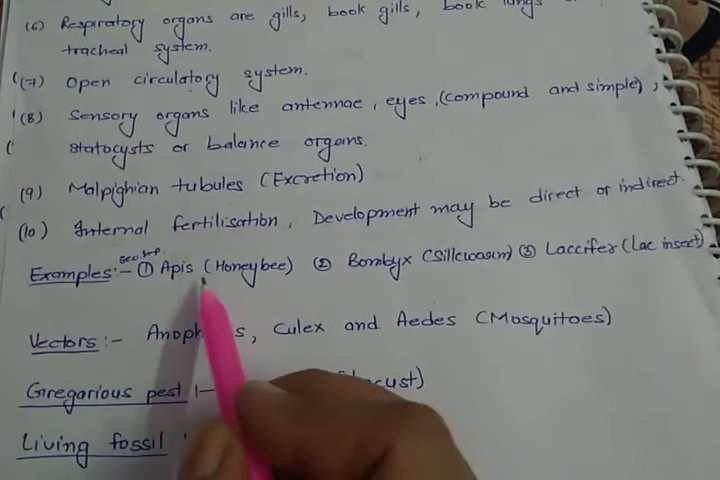 (6) Respiratory organs are gills, book gills, book lungs
tracheal system.
(7) Open circulatory system.
(8) Sensory organs like antennae, eyes, (compound and simple),
statocysts or balance organs.
(9) Malpighian tubules (Excretion)
(10) Internal fertilisation, Development may be direct or indirect.
Examples:- ① Apis (Honeybee) ② Bombyx (Silkworm) ③ Laccifer (Lac insect)
Vectors:- Culex and Aedes (Mosquitoes)
Gregarious pest :-
Living fossil